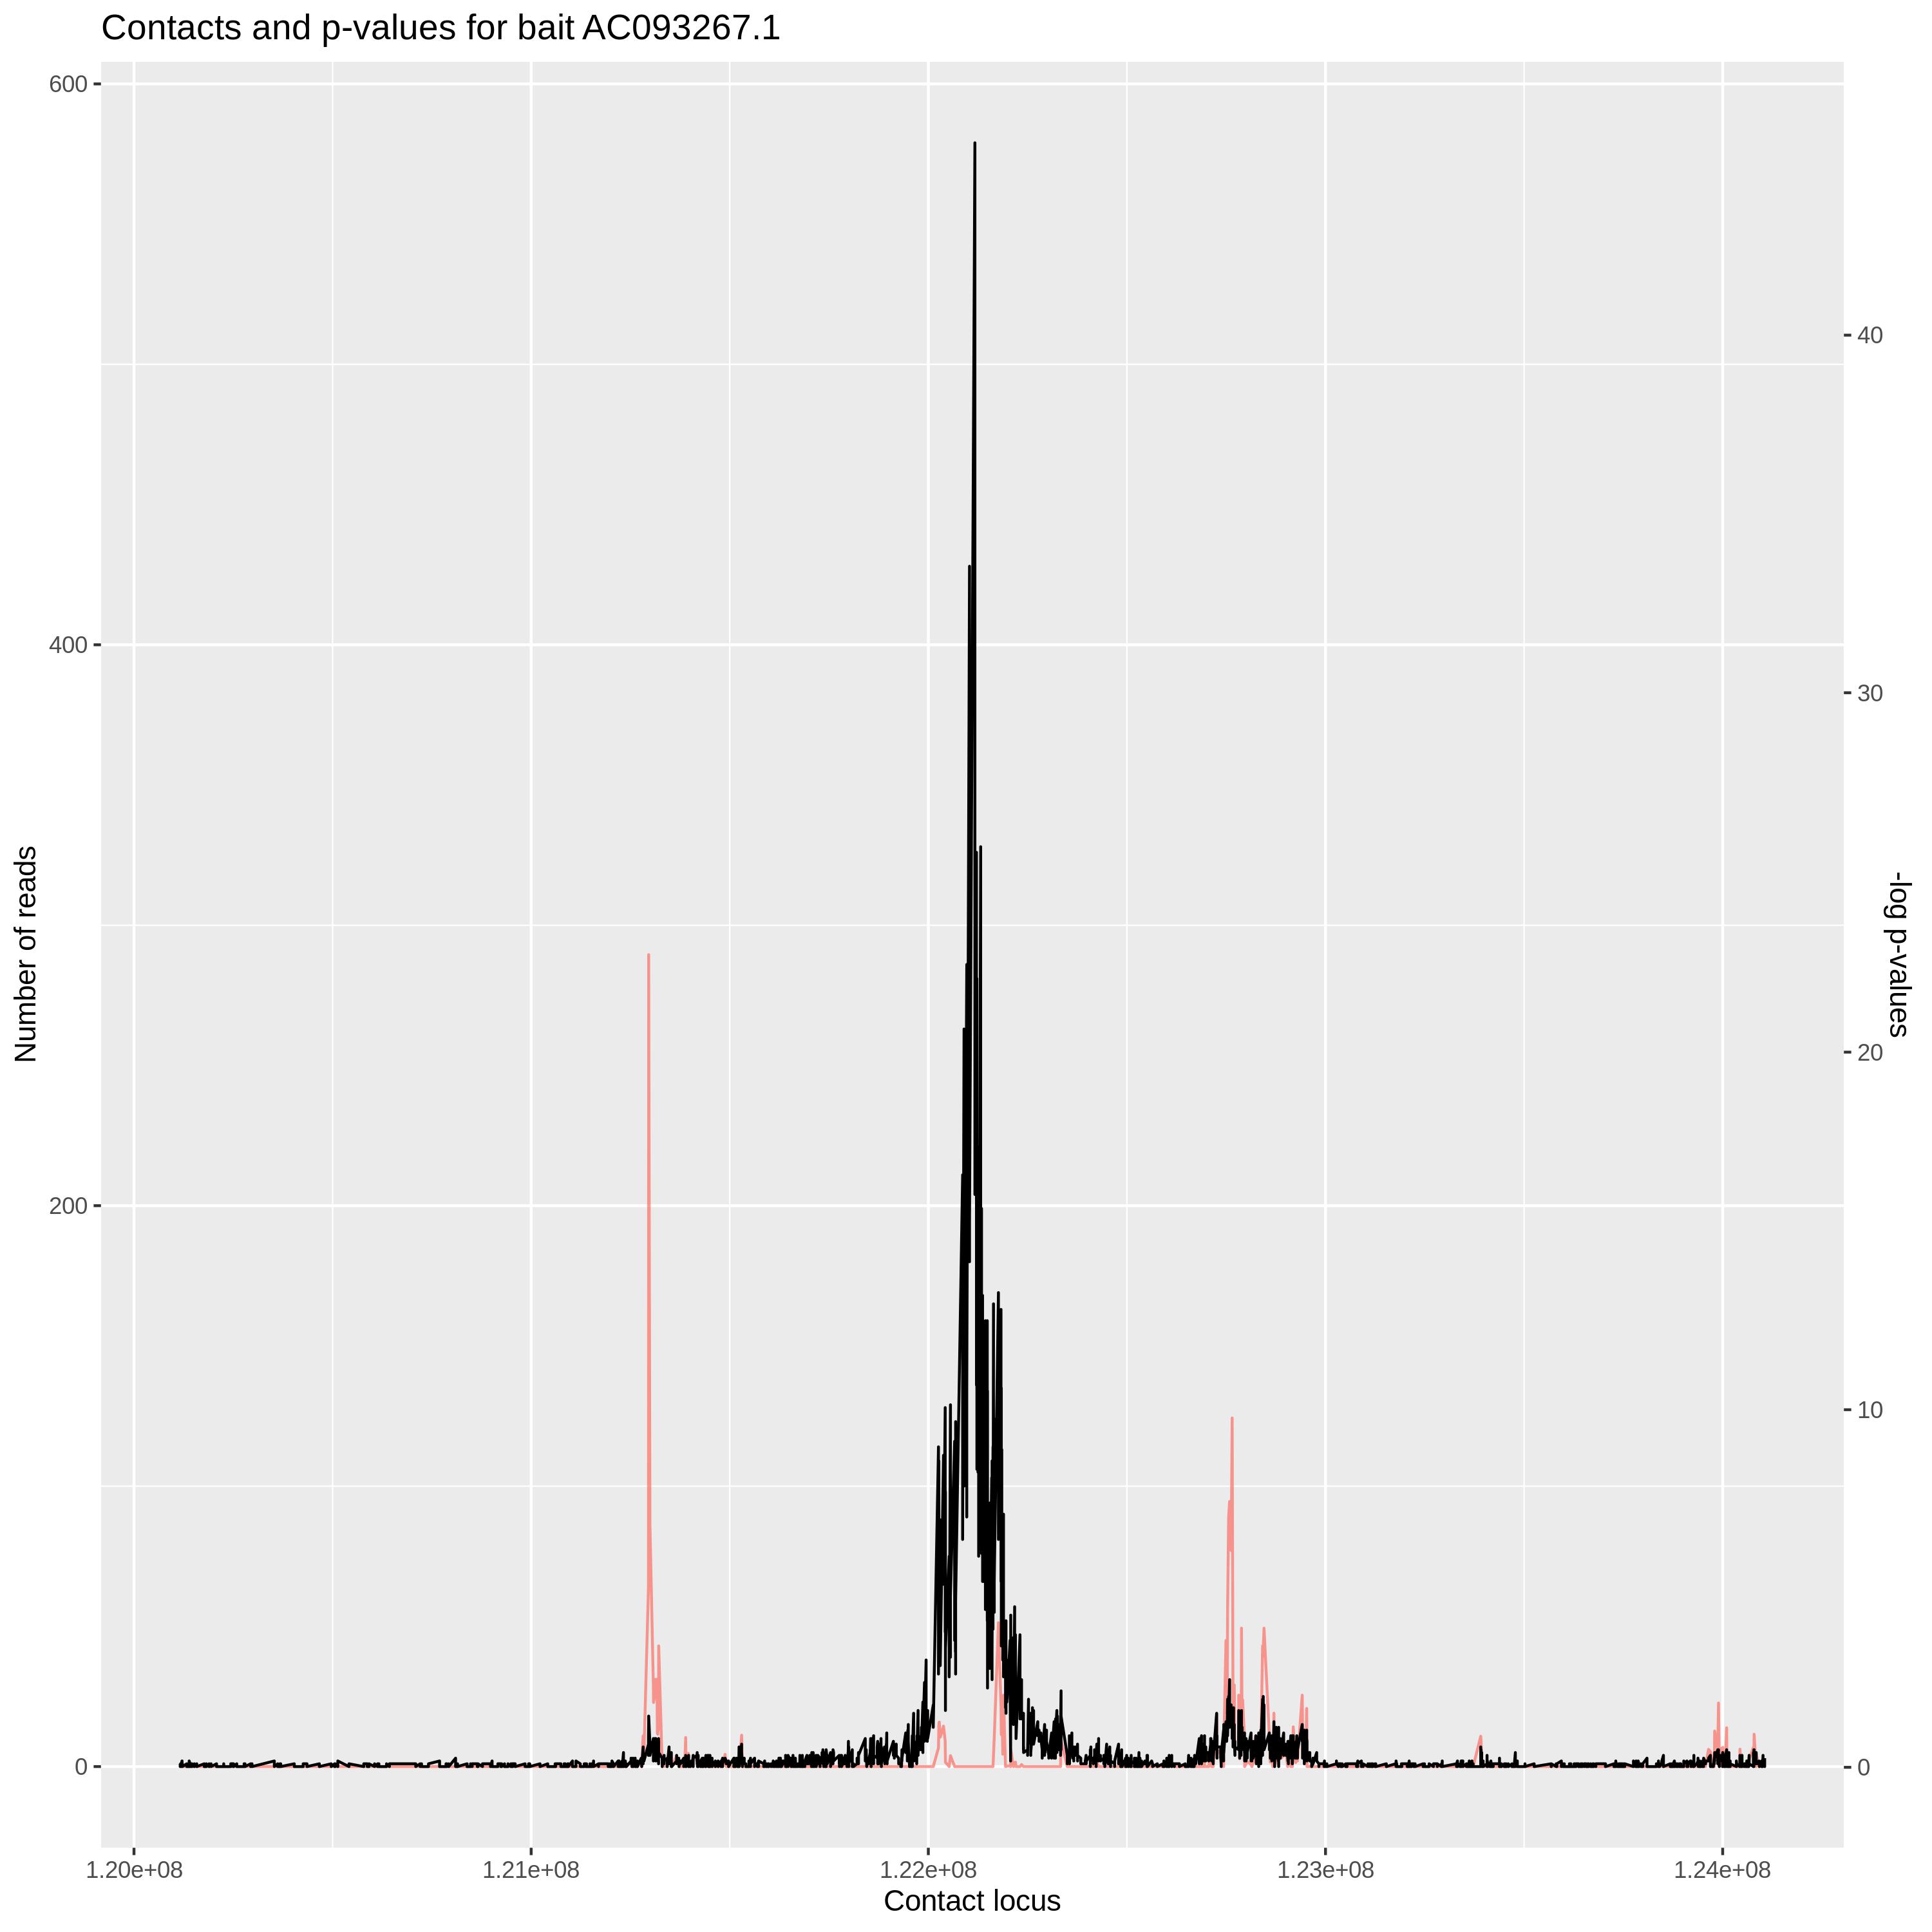 Contacts and p-values for bait AC093267.1
600
400
200
0
Number of reads
40
30
20
10
0
-log p-values
1.20e+08
1.21e+08
1.22e+08
1.23e+08
1.24e+08
Contact locus